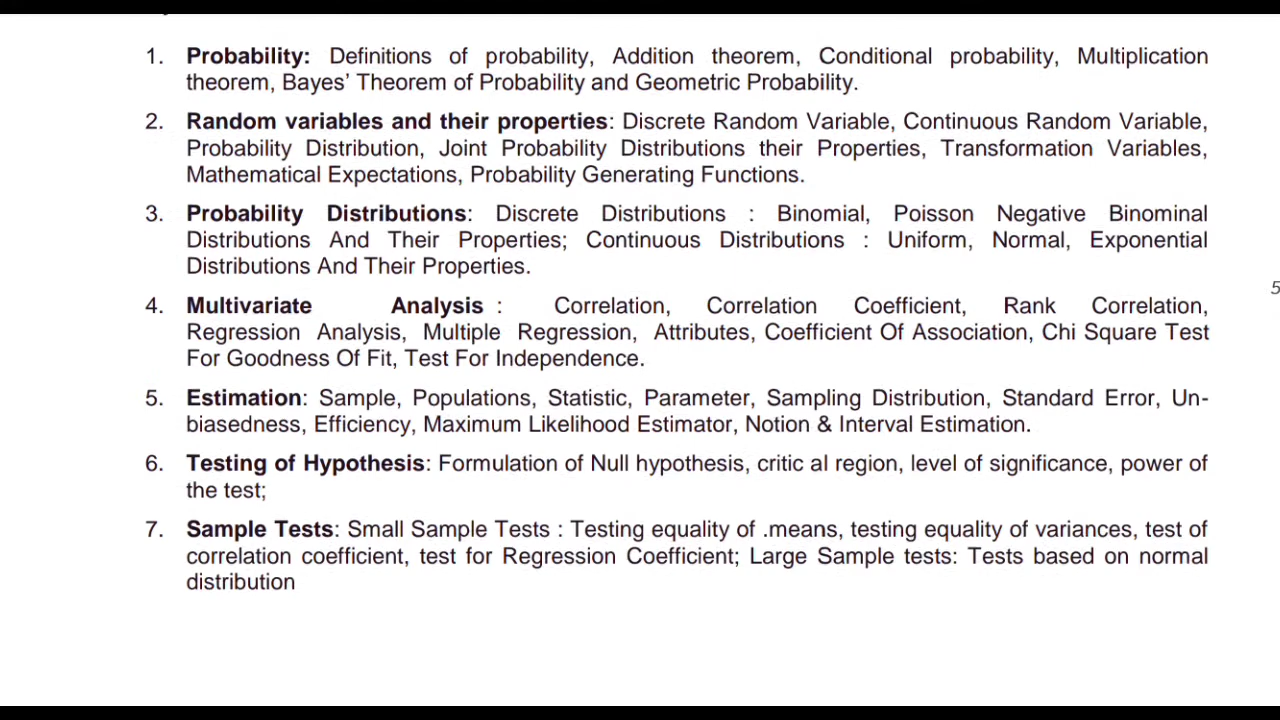 1. Probability: Definitions of probability, Addition theorem, Conditional probability, Multiplication
theorem, Bayes’ Theorem of Probability and Geometric Probability.
2. Random variables and their properties: Discrete Random Variable, Continuous Random Variable,
Probability Distribution, Joint Probability Distributions their Properties, Transformation Variables,
Mathematical Expectations, Probability Generating Functions.
3. Probability Distributions: Discrete Distributions : Binomial, Poisson Negative Binominal
Distributions And Their Properties; Continuous Distributions : Uniform, Normal, Exponential
Distributions And Their Properties.
4. Multivariate Analysis : Correlation, Correlation Coefficient, Rank Correlation,
Regression Analysis, Multiple Regression, Attributes, Coefficient Of Association, Chi Square Test
For Goodness Of Fit, Test For Independence.
5. Estimation: Sample, Populations, Statistic, Parameter, Sampling Distribution, Standard Error, Un-
biasedness, Efficiency, Maximum Likelihood Estimator, Notion & Interval Estimation.
6. Testing of Hypothesis: Formulation of Null hypothesis, critic al region, level of significance, power of
the test;
7. Sample Tests: Small Sample Tests : Testing equality of .means, testing equality of variances, test of
correlation coefficient, test for Regression Coefficient; Large Sample tests: Tests based on normal
distribution
5